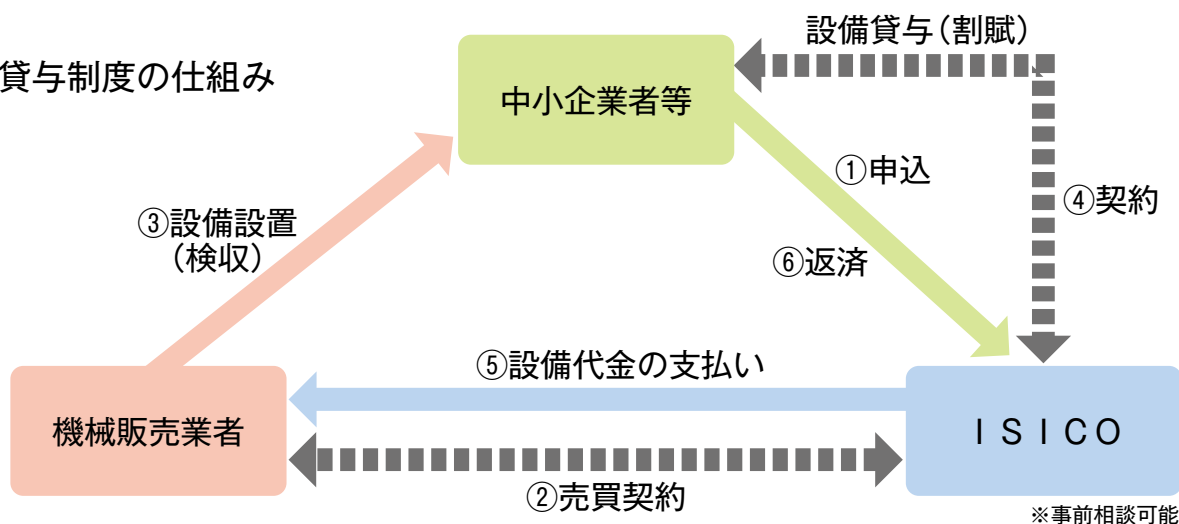 貸与制度の仕組み
設備貸与（割賦）
中小企業者等
①申込
④契約
③設備設置
（検収）
⑥返済
⑤設備代金の支払い
機械販売業者
ＩＳＩＣＯ
②売買契約
※事前相談可能